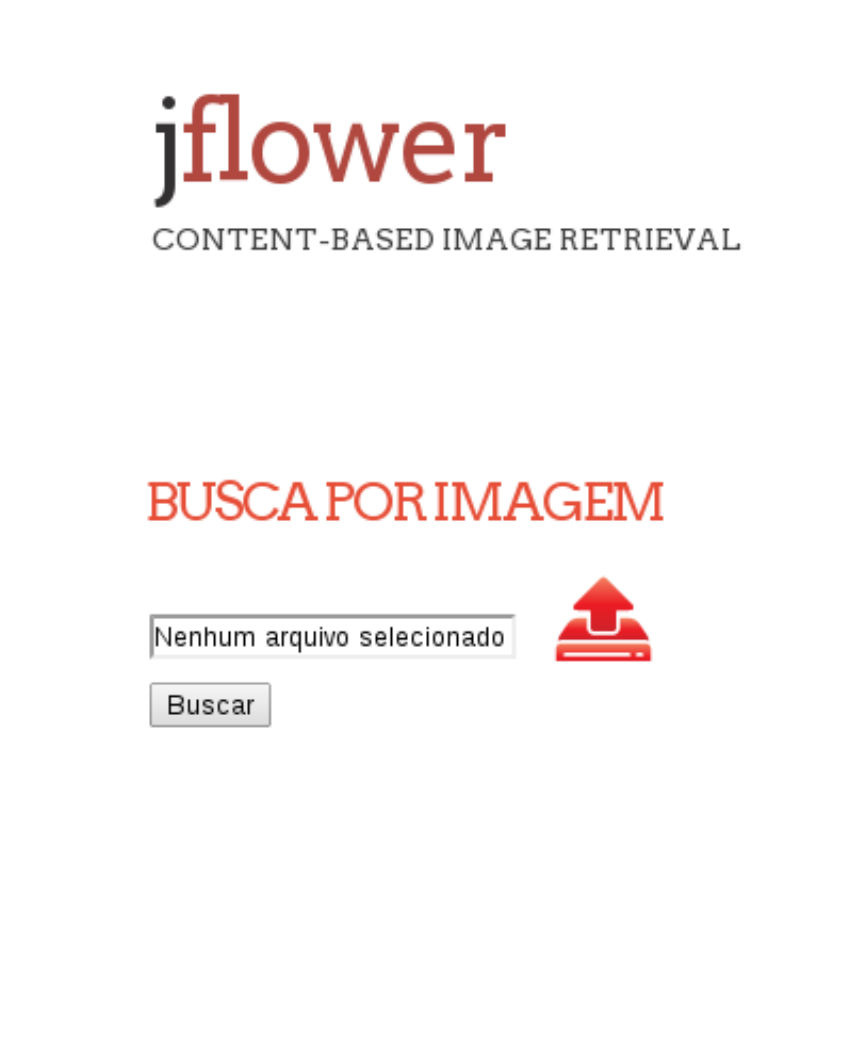 jflower
CONTENT-BASED IMAGE RETRIEVAL
BUSCA POR IMAGEM
Nenhum arquivo selecionado
Buscar